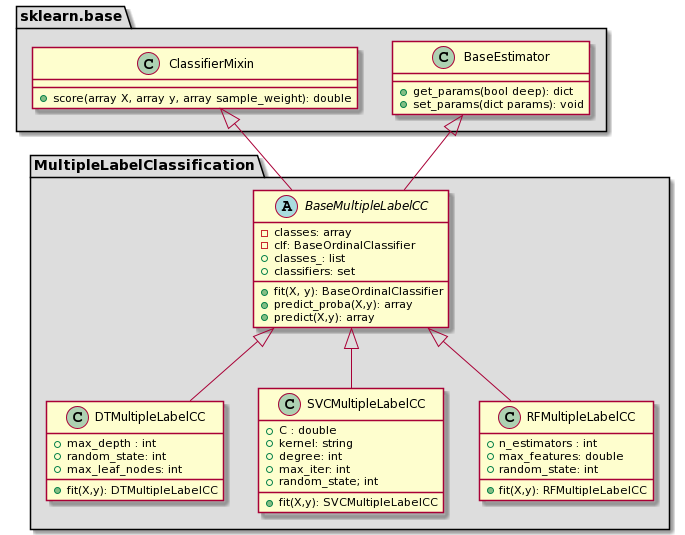 sklearn.base
C ClassifierMixin
score(array X, array y, array sample_weight): double
C BaseEstimator
get_params(bool deep): dict
set_params(dict params): void
MultipleLabelClassification
A BaseMultipleLabelCC
classes: array
clf: BaseOrdinalClassifier
classes_: list
classifiers: set
fit(X, y): BaseOrdinalClassifier
predict_proba(X,y): array
predict(X,y): array
C DTMultipleLabelCC
max_depth : int
random_state: int
max_leaf_nodes: int
fit(X,y): DTMultipleLabelCC
C SVCMultipleLabelCC
C : double
kernel: string
degree: int
max_iter: int
random_state; int
fit(X,y): SVCMultipleLabelCC
C RFMultipleLabelCC
n_estimators : int
max_features: double
random_state: int
fit(X,y): RFMultipleLabelCC